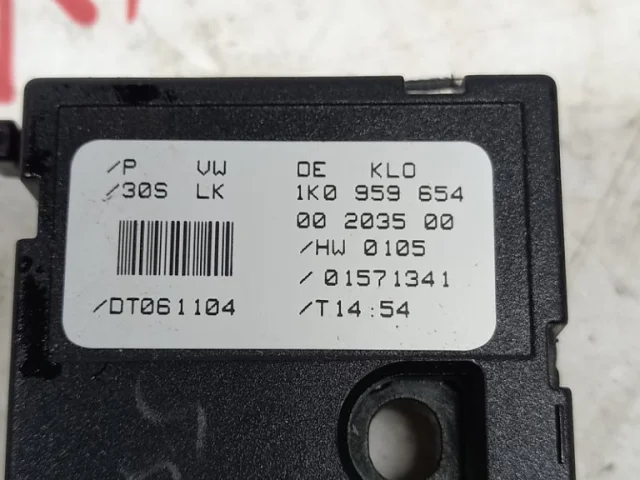 /P VW DE KLO
/30S LK 1K0 959 654
00 2035 00
/HW 0105
/ 01571341
/DT061104 /T14:54